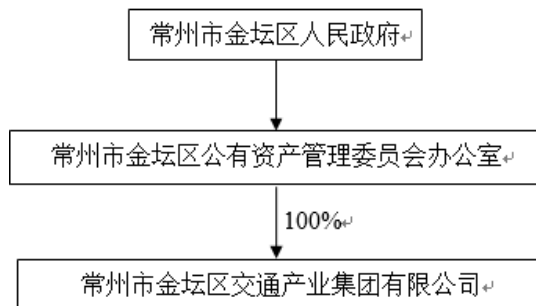 常州市金坛区人民政府
常州市金坛区公有资产管理委员会办公室
100%
常州市金坛区交通产业集团有限公司